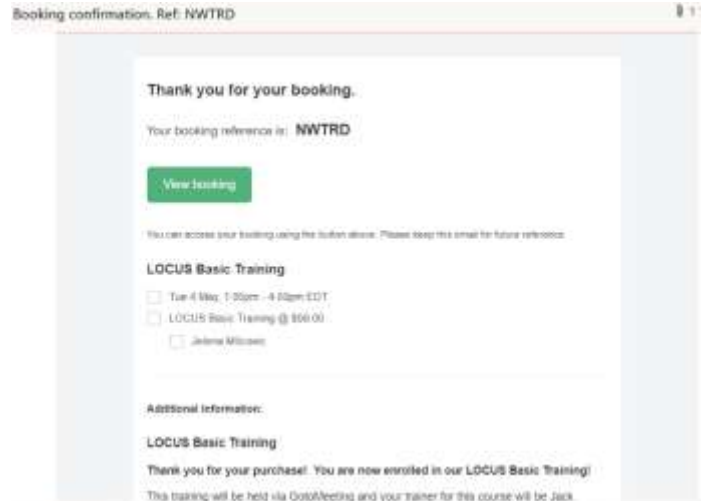 Booking confirmation. Ref: NWTRD
Thank you for your booking.
Your booking reference is: NWTRD
View booking
You can access your booking using the button above. Please keep this email for future reference.
LOCUS Basic Training
Tue 4 May, - 4:00pm EDT
LOCUS Basic Training @
Jelena
Additional Information:
LOCUS Basic Training
Thank you for your purchase! You are now enrolled in our LOCUS Basic Training!
This training will be held via GotoMeeting and your trainer for this course will be Jack